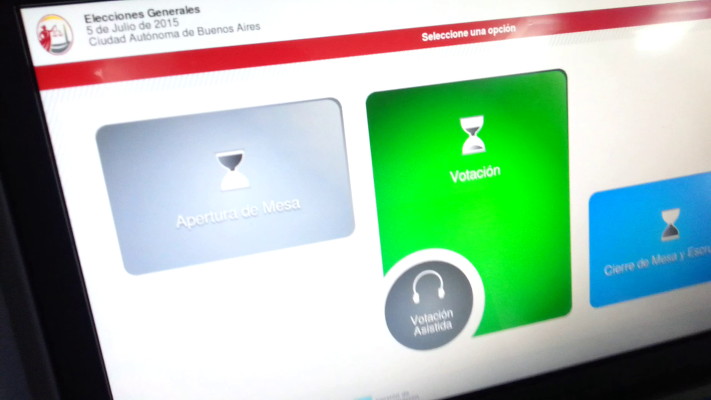 Elecciones Generales
5 de Julio de 2015
Ciudad Autónoma de Buenos Aires
Seleccione una opción
Apertura de Mesa
Votación
Votación
Asistida
Cierre de Mesa y Escru